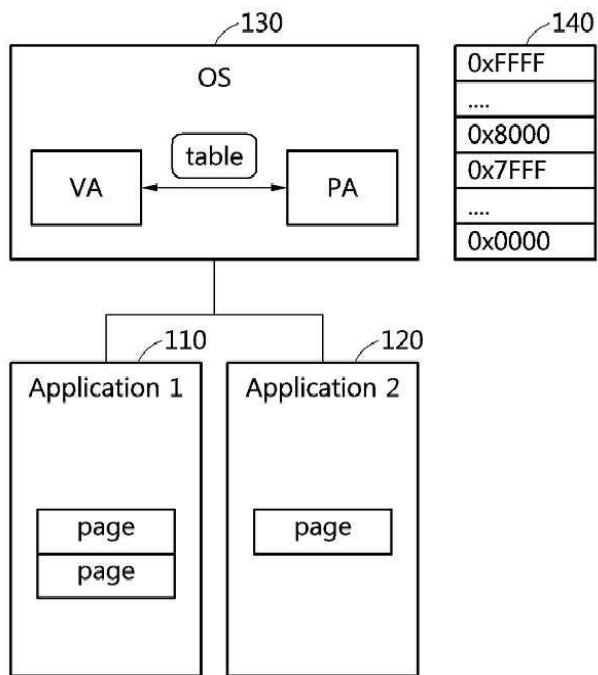 130
OS
VA
table
PA
140
0xFFFF
....
0x8000
0x7FFF
....
0x0000
110
Application 1
page
page
120
Application 2
page